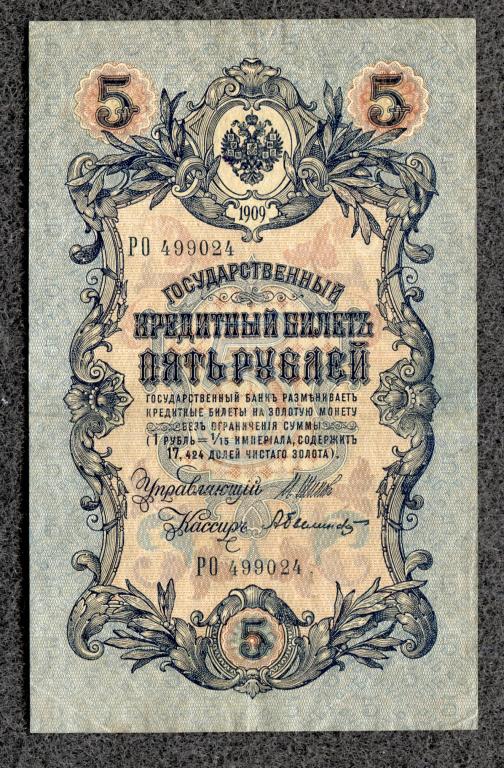 5 5
1909
РО 499024
ГОСУДАРСТВЕННЫЙ
КРЕДИТНЫЙ БИЛЕТЪ
ПЯТЬ РУБЛЕЙ
ГОСУДАРСТВЕННЫЙ БАНКЪ РАЗМѢНИВАЕТЪ
КРЕДИТНЫЕ БИЛЕТЫ НА ЗОЛОТУЮ МОНЕТУ
БЕЗЪ ОГРАНИЧЕНІЯ СУММЫ
(1 РУБЛЬ = 1/15 ИМПЕРІАЛА, СОДЕРЖИТЪ
17,424 ДОЛЕЙ ЧИСТАГО ЗОЛОТА).
Управляющій
Кассиръ
РО 499024
5